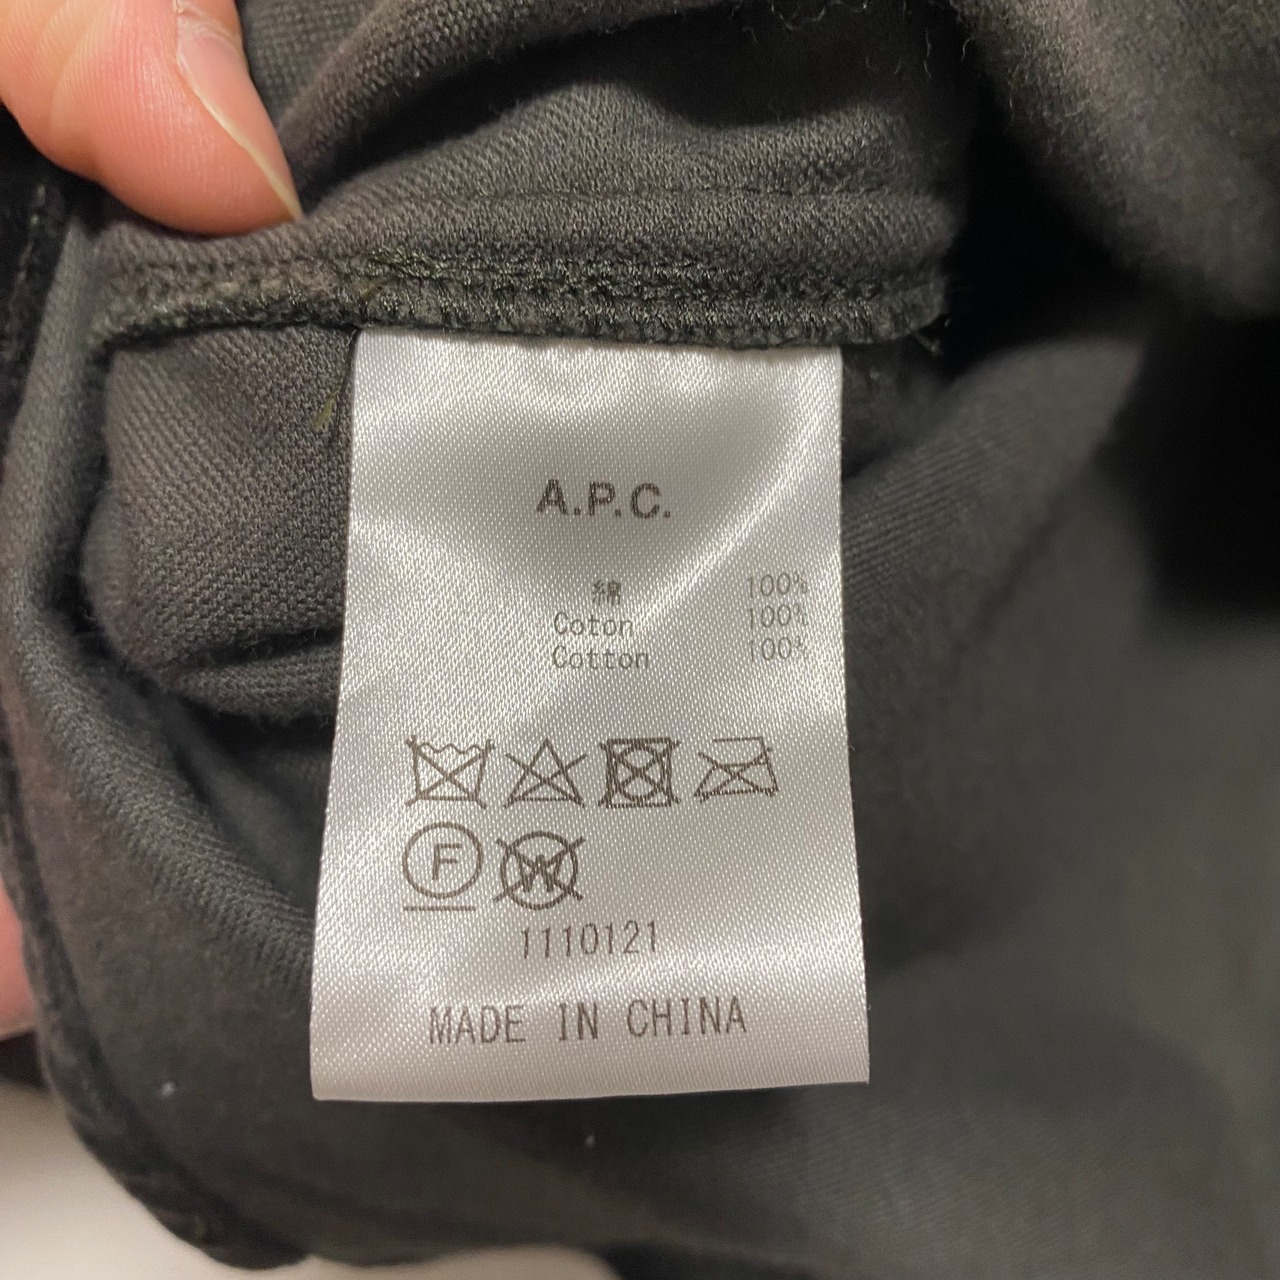 A.P.C.
綿 100%
Coton 100%
Cotton 100%
F W
1110121
MADE IN CHINA